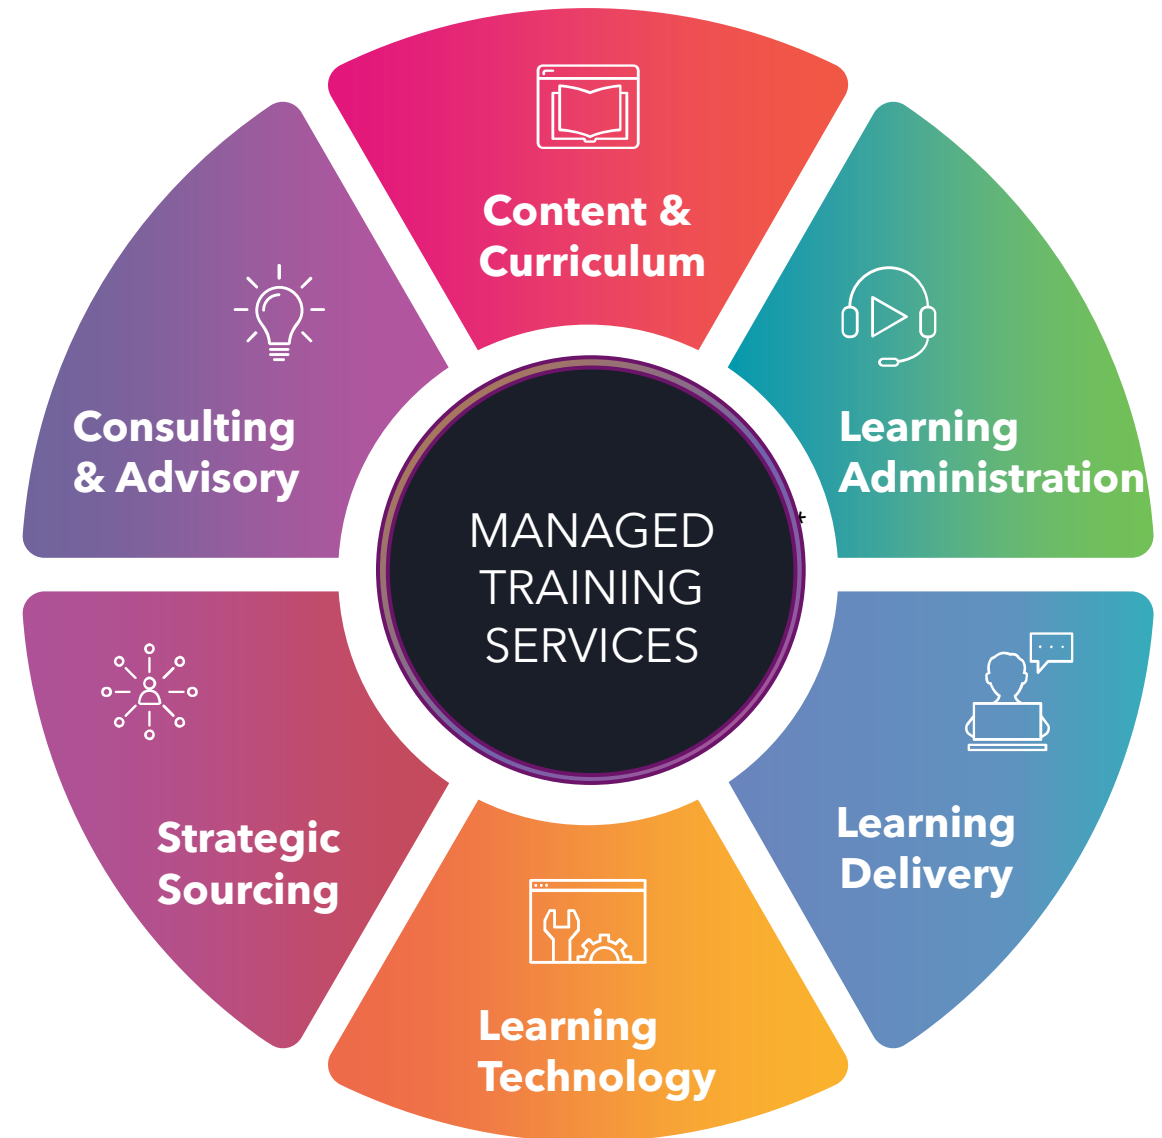 Content &
Curriculum
Learning
Administration
Learning
Delivery
Learning
Technology
Strategic
Sourcing
Consulting
& Advisory
MANAGED
TRAINING
SERVICES
*